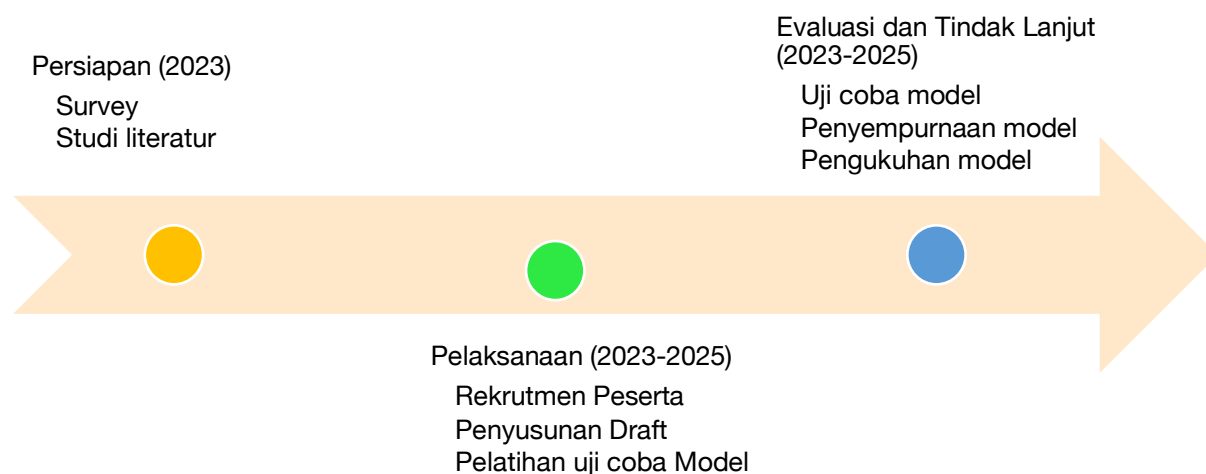 Persiapan (2023)
Survey
Studi literatur
Pelaksanaan (2023-2025)
Rekrutmen Peserta
Penyusunan Draft
Pelatihan uji coba Model
Evaluasi dan Tindak Lanjut
(2023-2025)
Uji coba model
Penyempurnaan model
Pengukuhan model